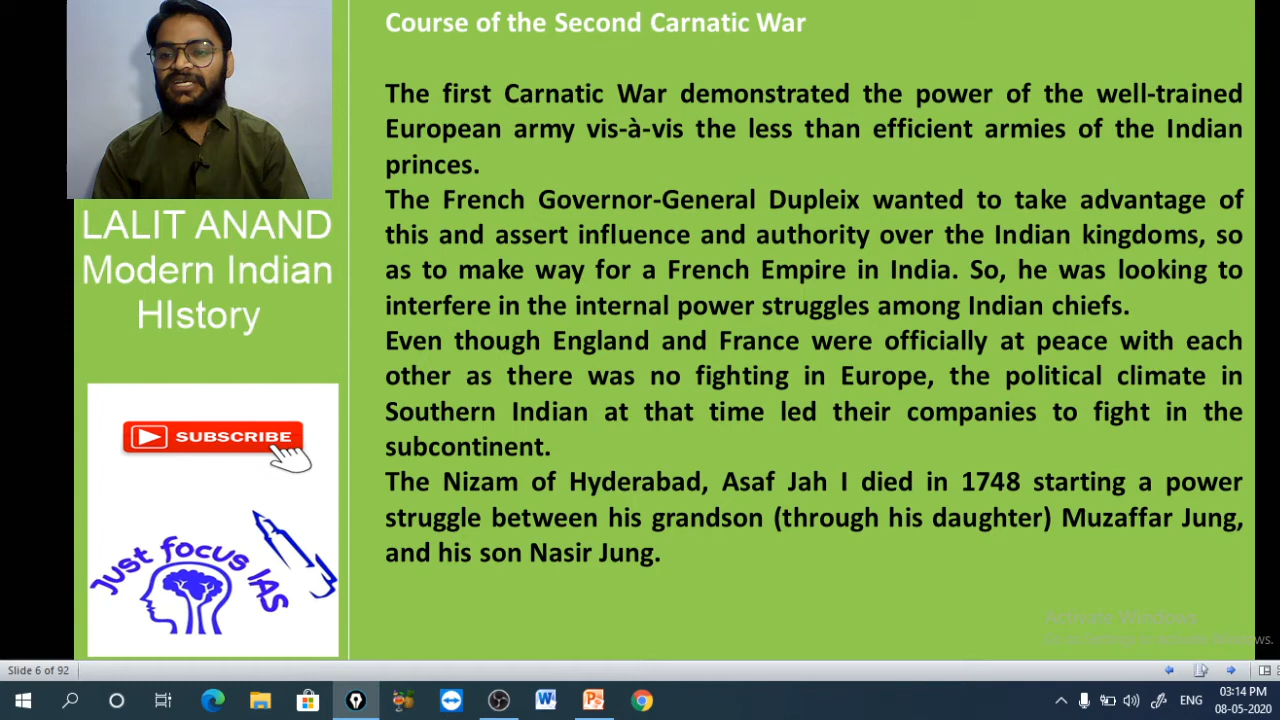 Course of the Second Carnatic War
The first Carnatic War demonstrated the power of the well-trained
European army vis-à-vis the less than efficient armies of the Indian
princes.
The French Governor-General Dupleix wanted to take advantage of
this and assert influence and authority over the Indian kingdoms, so
as to make way for a French Empire in India. So, he was looking to
interfere in the internal power struggles among Indian chiefs.
Even though England and France were officially at peace with each
other as there was no fighting in Europe, the political climate in
Southern Indian at that time led their companies to fight in the
subcontinent.
The Nizam of Hyderabad, Asaf Jah I died in 1748 starting a power
struggle between his grandson (through his daughter) Muzaffar Jung,
and his son Nasir Jung.
LALIT ANAND
Modern Indian
HIstory
SUBSCRIBE
Just focus IAS
Activate Windows
Go to Settings to activate Windows.
Slide 6 of 92
ENG
03:14 PM
08-05-2020